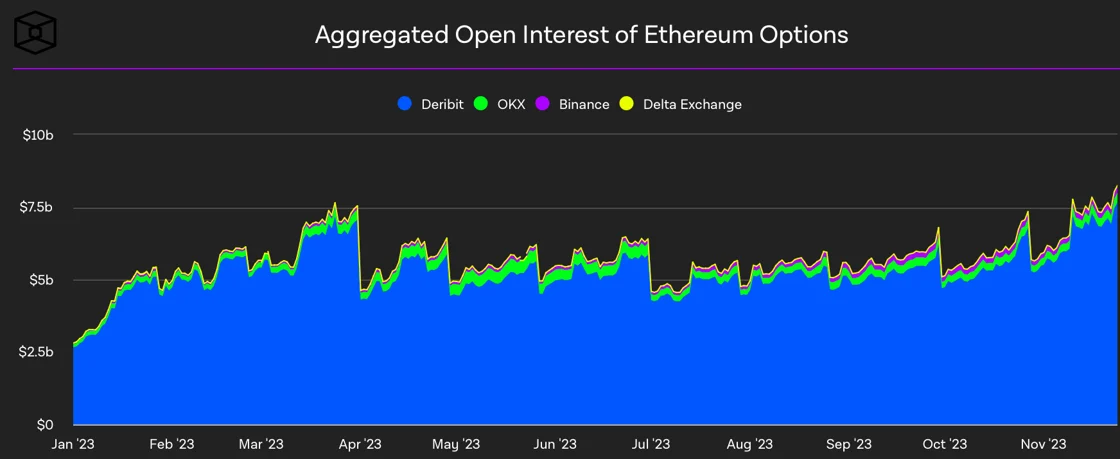 Aggregated Open Interest of Ethereum Options
Deribit OKX Binance Delta Exchange
$10b
$7.5b
$5b
$2.5b
$0
Jan '23 Feb '23 Mar '23 Apr '23 May '23 Jun '23 Jul '23 Aug '23 Sep '23 Oct '23 Nov '23